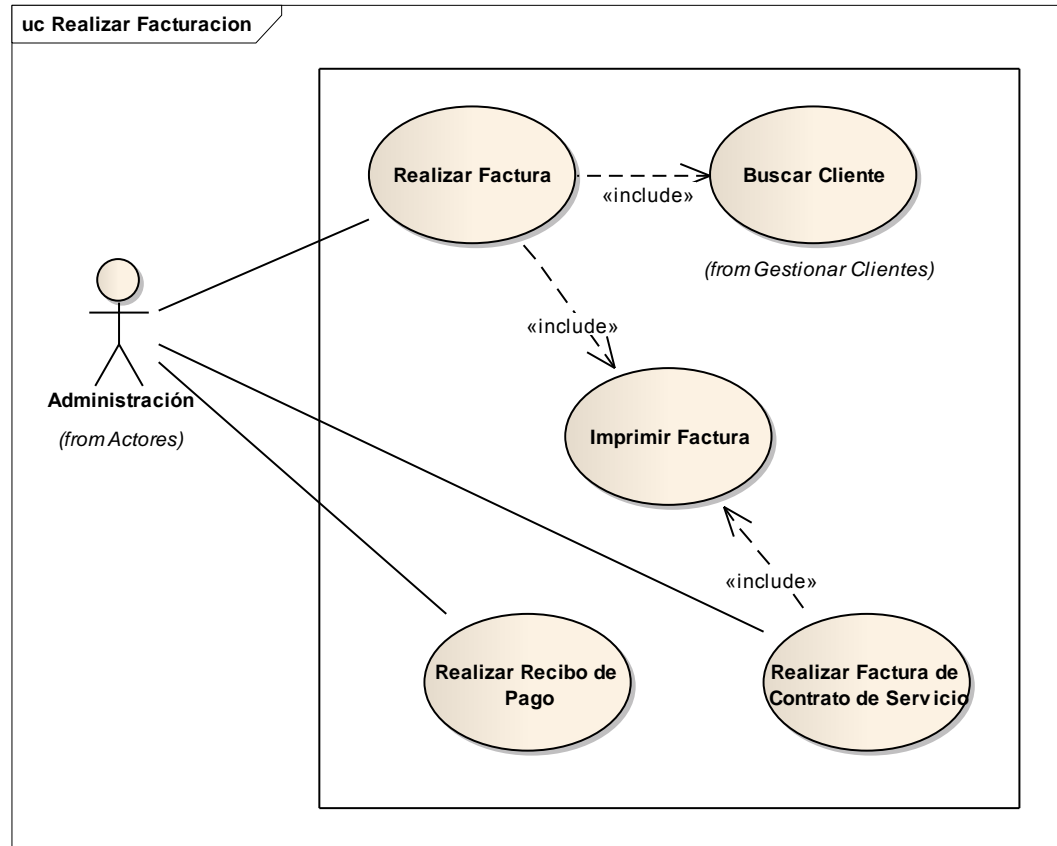 uc Realizar Facturacion
Realizar Factura
«include»
Buscar Cliente
(from Gestionar Clientes)
«include»
Administración
(from Actores)
Imprimir Factura
«include»
Realizar Recibo de
Pago
Realizar Factura de
Contrato de Servicio